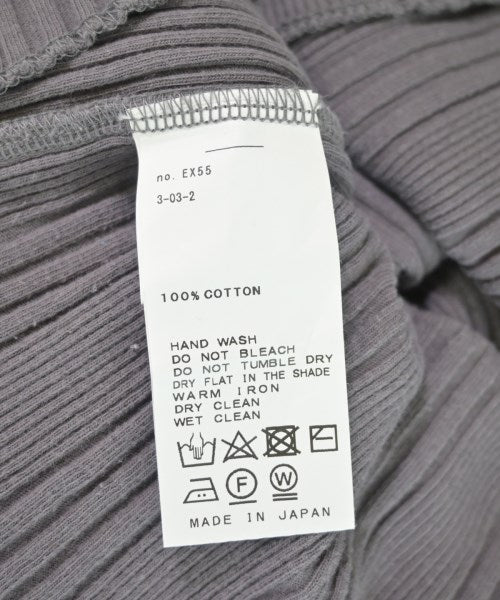 no. EX55
3-03-2
100% COTTON
HAND WASH
DO NOT BLEACH
DO NOT TUMBLE DRY
DRY FLAT IN THE SHADE
WARM IRON
DRY CLEAN
WET CLEAN
F W
MADE IN JAPAN